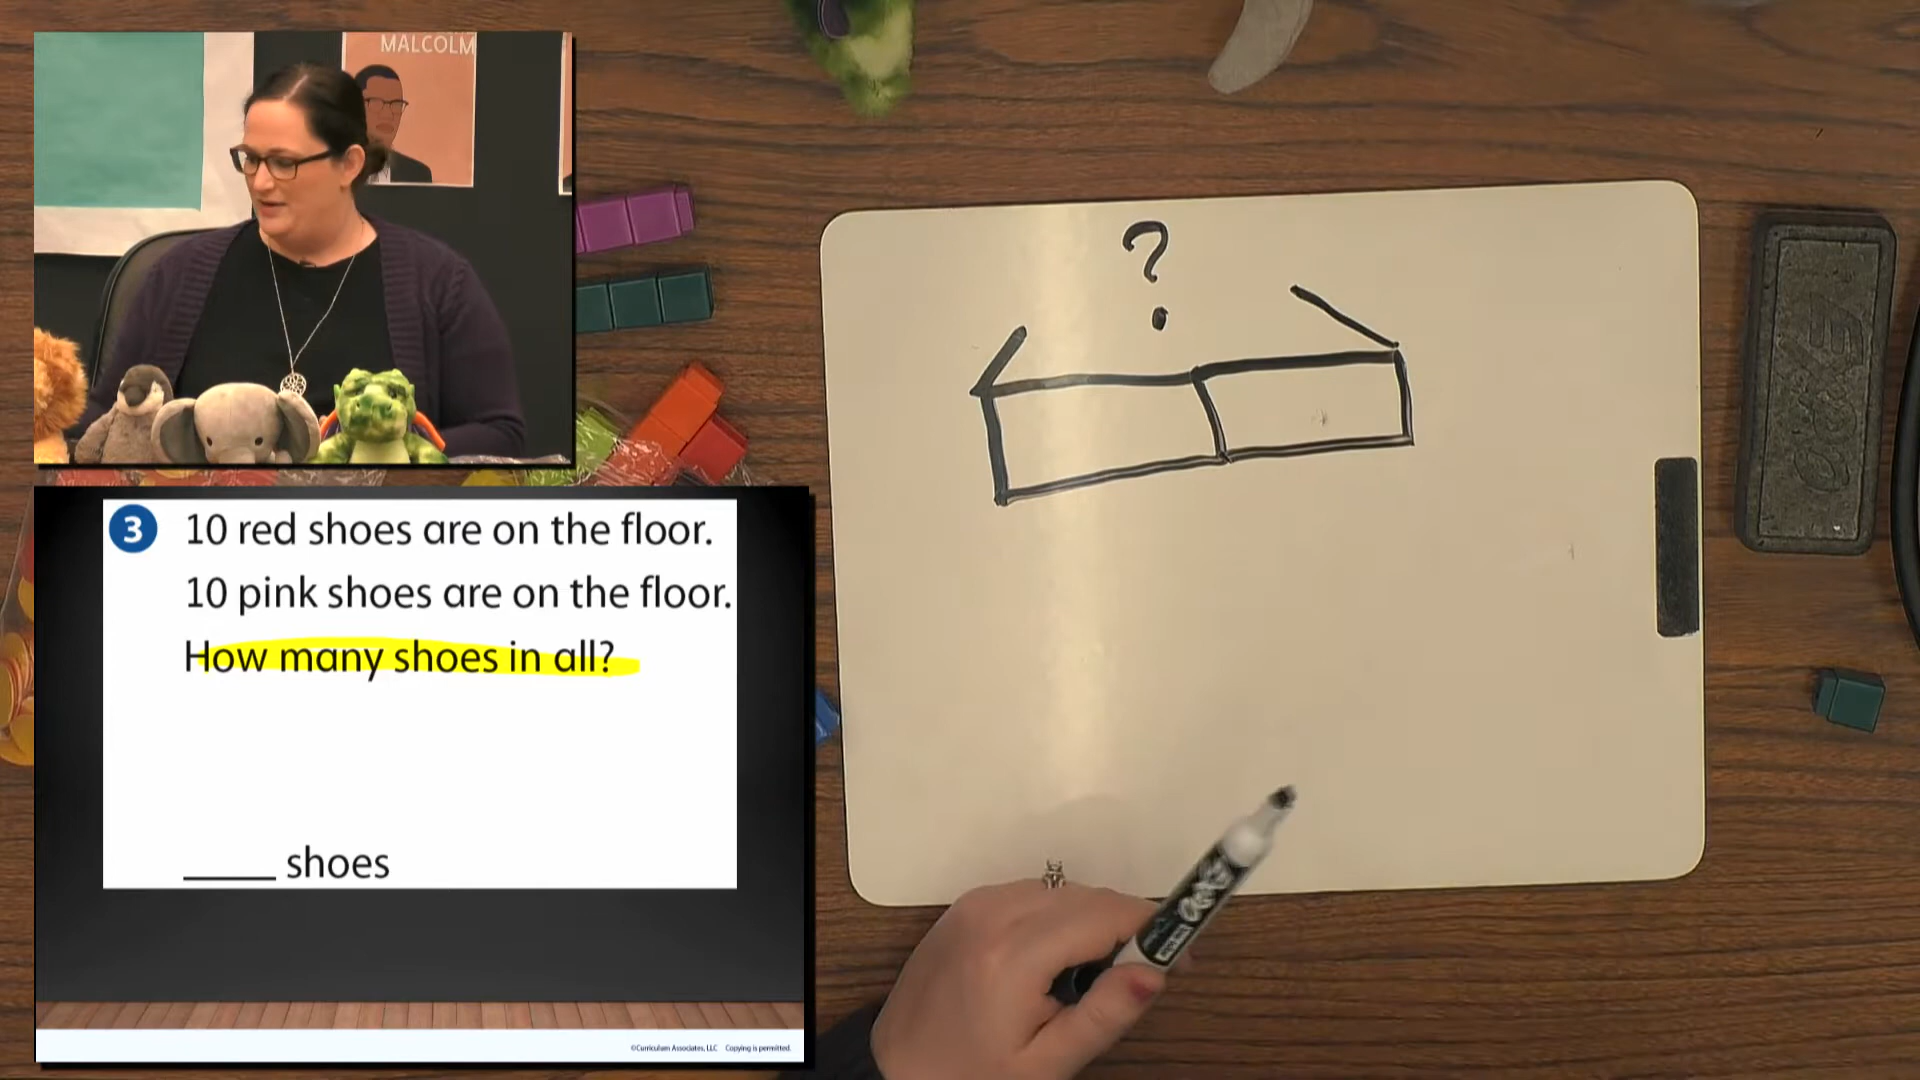 MALCOLM
?
3 10 red shoes are on the floor.
10 pink shoes are on the floor.
How many shoes in all?
_____ shoes
©Curriculum Associates, LLC Copying is permitted.
EXPO
EXPO